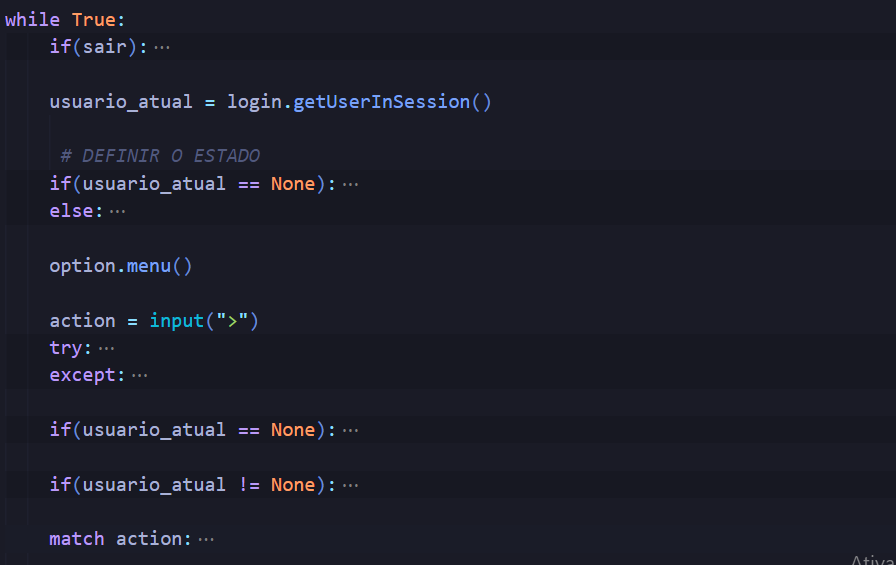 while True:
if(sair): ···
usuario_atual = login.getUserInSession()
# DEFINIR O ESTADO
if(usuario_atual == None): ···
else: ···
option.menu()
action = input(">")
try: ···
except: ···
if(usuario_atual == None): ···
if(usuario_atual != None): ···
match action: ···